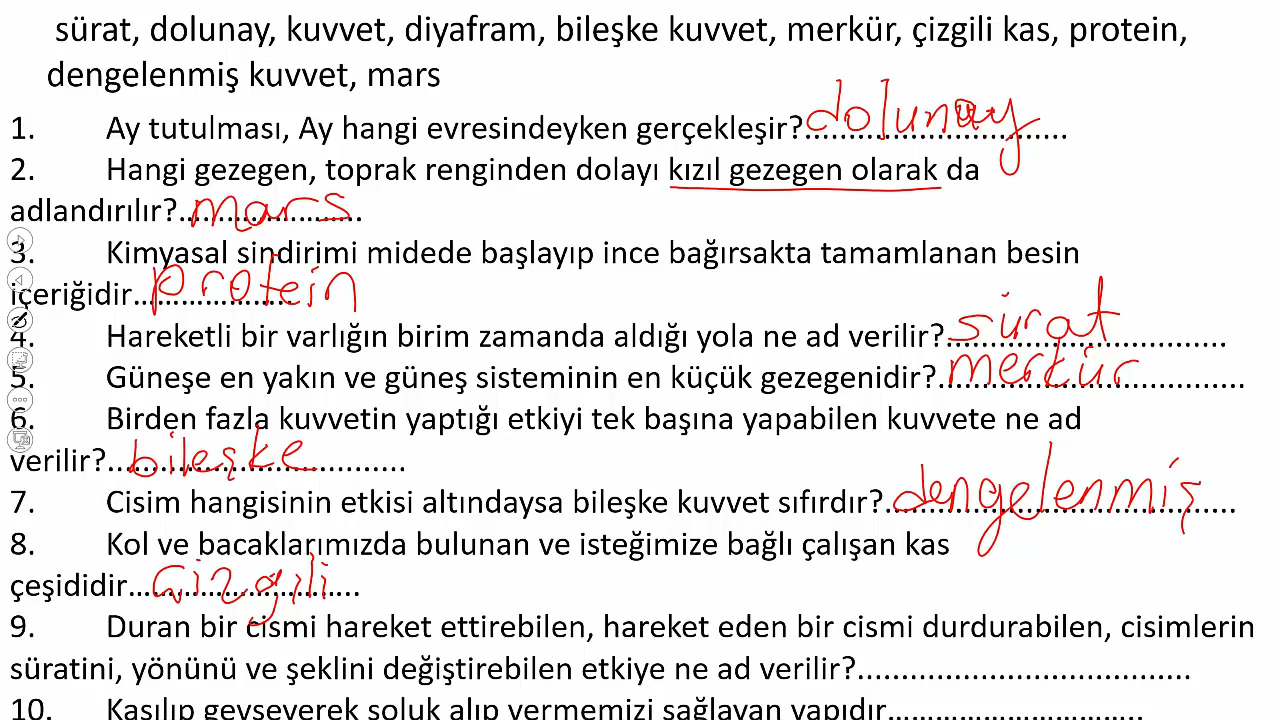 sürat, dolunay, kuvvet, diyafram, bileşke kuvvet, merkür, çizgili kas, protein,
dengelenmiş kuvvet, mars
1. Ay tutulması, Ay hangi evresindeyken gerçekleşir?.............................. dolunay
2. Hangi gezegen, toprak renginden dolayı kızıl gezegen olarak da
adlandırılır?........................ mars
3. Kimyasal sindirimi midede başlayıp ince bağırsakta tamamlanan besin
içeriğidir..................... protein
4. Hareketli bir varlığın birim zamanda aldığı yola ne ad verilir?.................................. sürat
5. Güneşe en yakın ve güneş sisteminin en küçük gezegenidir?..................................... merkür
6. Birden fazla kuvvetin yaptığı etkiyi tek başına yapabilen kuvvete ne ad
verilir?.................................... bileşke
7. Cisim hangisinin etkisi altındaysa bileşke kuvvet sıfırdır?.......................................... dengelenmiş
8. Kol ve bacaklarımızda bulunan ve isteğimize bağlı çalışan kas
çeşididir............................ çizgili
9. Duran bir cismi hareket ettirebilen, hareket eden bir cismi durdurabilen, cisimlerin
süratini, yönünü ve şeklini değiştirebilen etkiye ne ad verilir?.......................................
10. Kasılıp gevşeyerek soluk alıp vermemizi sağlayan yapıdır..............................